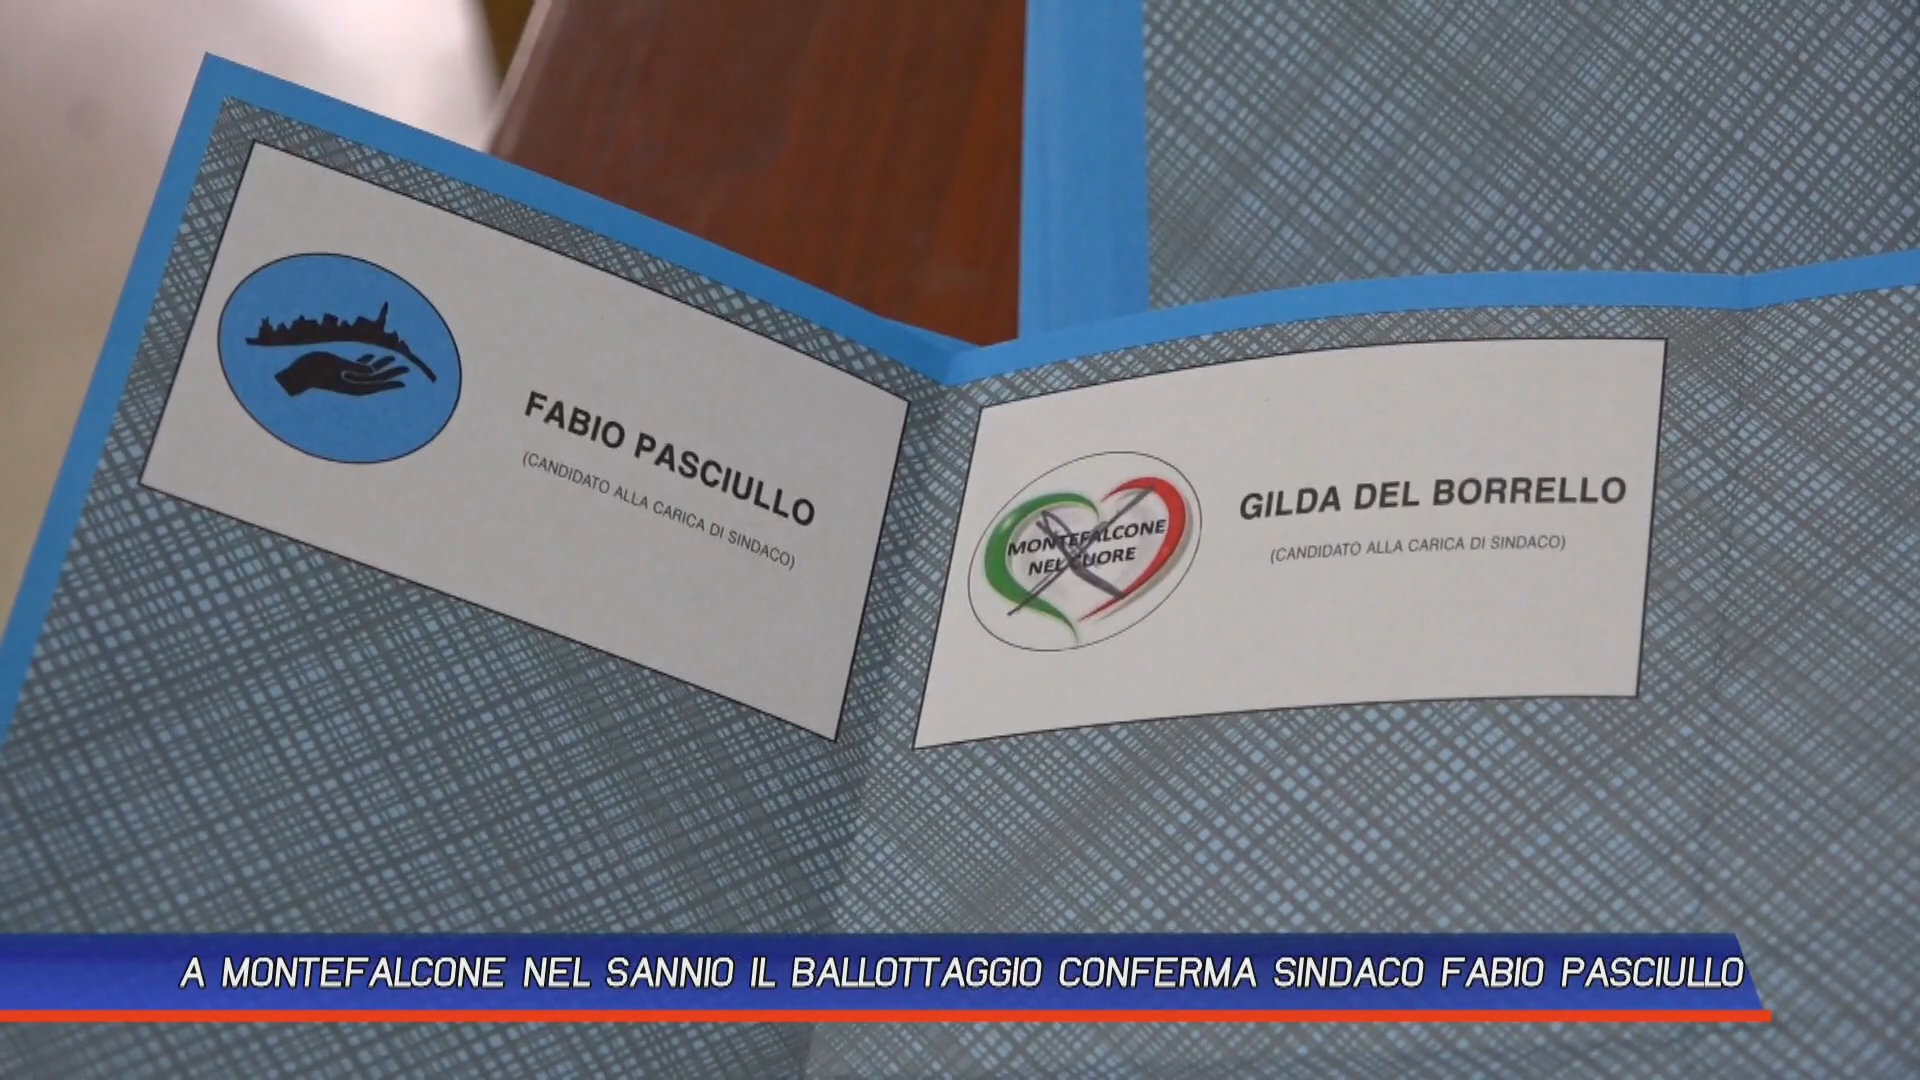 FABIO PASCIULLO
(CANDIDATO ALLA CARICA DI SINDACO)
MONTEFALCONE
NEL CUORE
GILDA DEL BORRELLO
(CANDIDATO ALLA CARICA DI SINDACO)
A MONTEFALCONE NEL SANNIO IL BALLOTTAGGIO CONFERMA SINDACO FABIO PASCIULLO